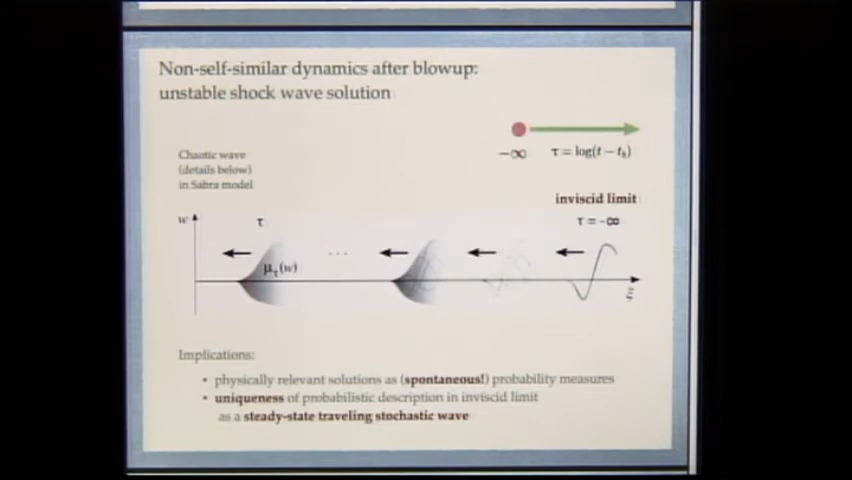 Non-self-similar dynamics after blowup:
unstable shock wave solution
−∞ τ = log(t − t_b)
Chaotic wave
(details below)
in Sabra model
inviscid limit
w τ τ = −∞
. . .
μ_τ(w)
Implications:
• physically relevant solutions as (spontaneous!) probability measures
• uniqueness of probabilistic description in inviscid limit
as a steady-state traveling stochastic wave